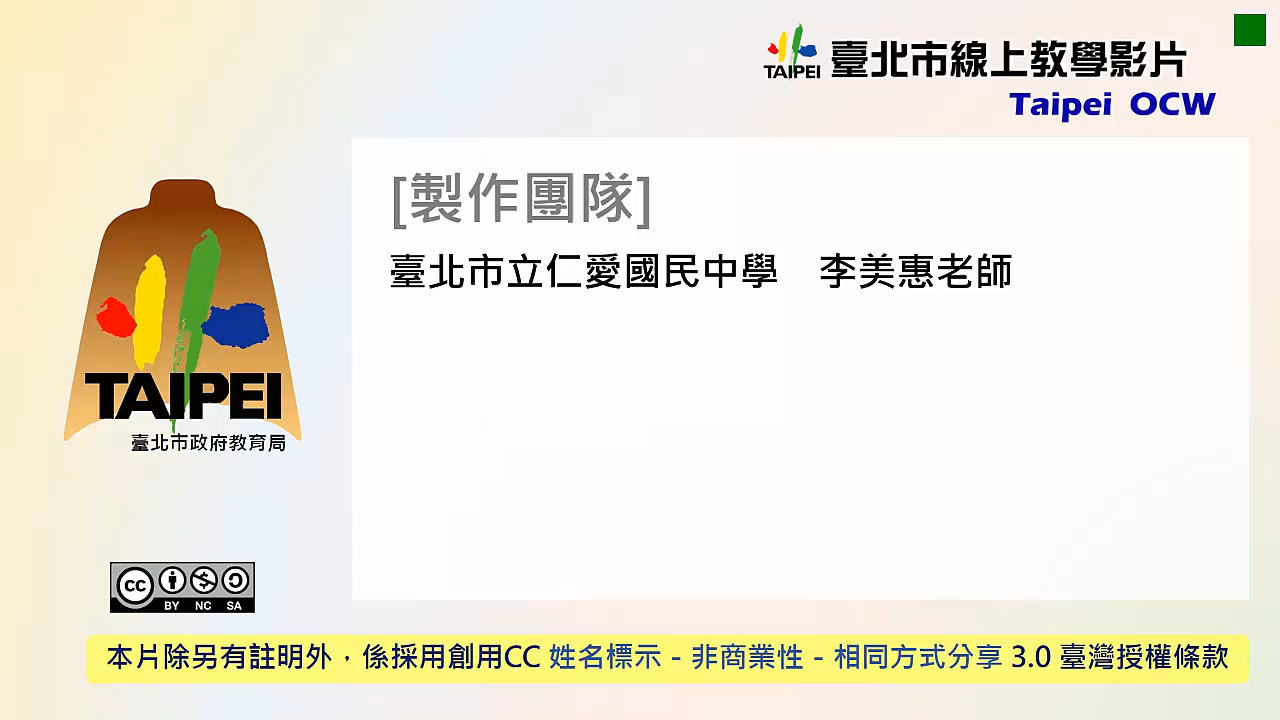 TAIPEI 臺北市線上教學影片
Taipei OCW
[製作團隊]
臺北市立仁愛國民中學 李美惠老師
TAIPEI
臺北市政府教育局
cc BY NC SA
本片除另有註明外，係採用創用CC 姓名標示 - 非商業性 - 相同方式分享 3.0 臺灣授權條款